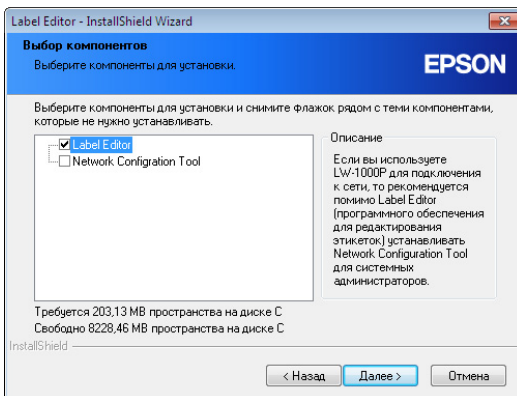 Label Editor - InstallShield Wizard
Выбор компонентов
Выберите компоненты для установки.
EPSON
Выберите компоненты для установки и снимите флажок рядом с теми компонентами,
которые не нужно устанавливать.
Label Editor
Network Configration Tool
Описание
Если вы используете
LW-1000P для подключения
к сети, то рекомендуется
помимо Label Editor
(программного обеспечения
для редактирования
этикеток) устанавливать
Network Configuration Tool
для системных
администраторов.
Требуется 203,13 MB пространства на диске C
Свободно 8228,46 MB пространства на диске C
InstallShield
< Назад
Далее >
Отмена